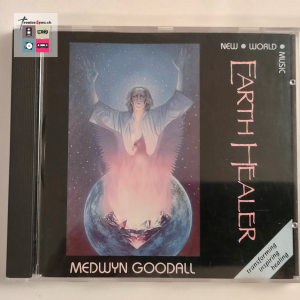 NEW • WORLD • MUSIC
EARTH HEALER
MEDWYN GOODALL
transforming
inspiring
healing